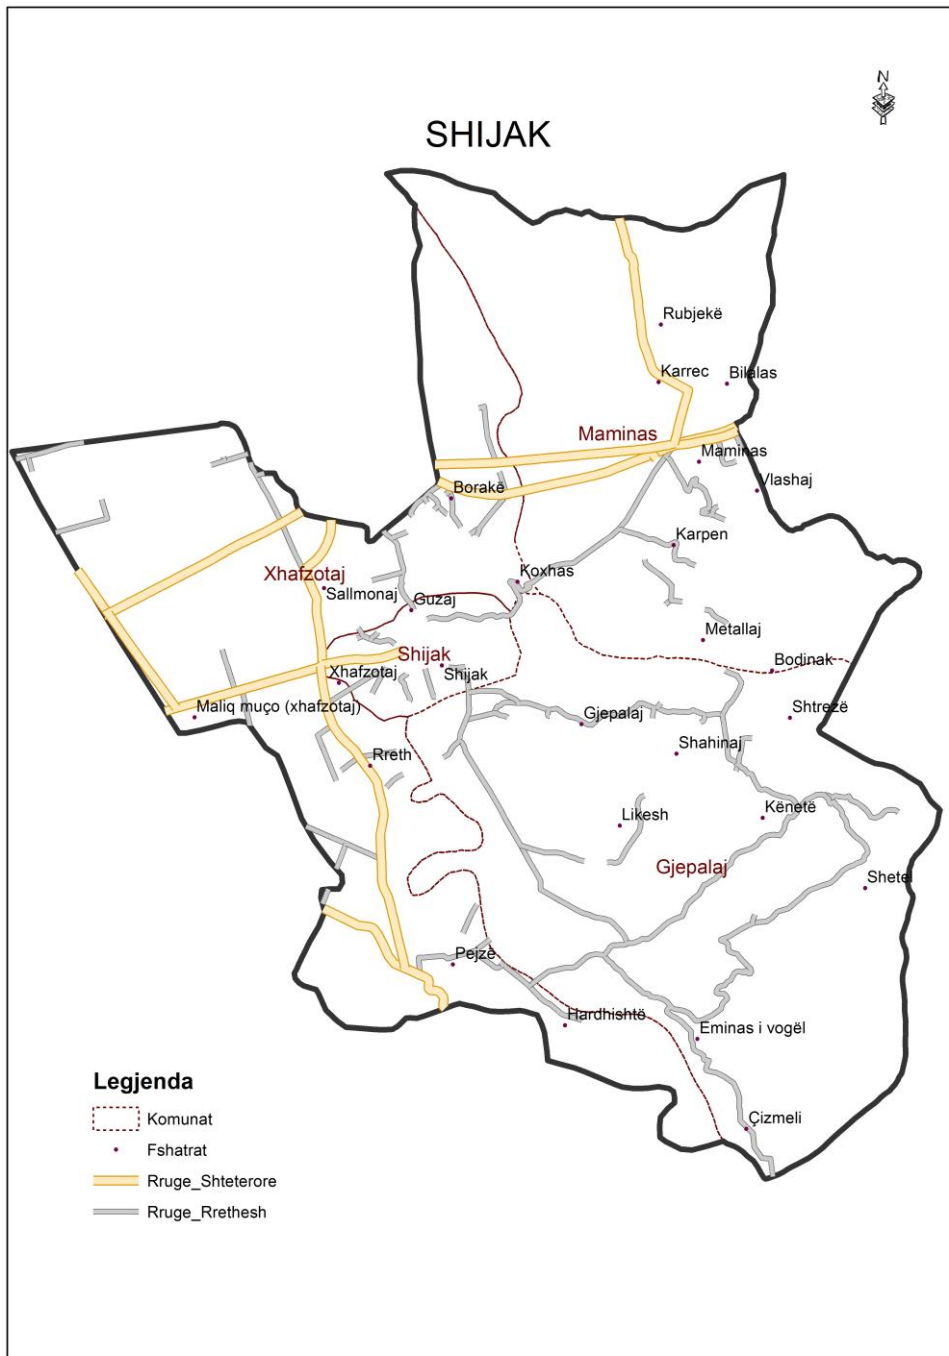 N
SHIJAK
Rubjekë
Karrec
Bilalas
Maminas
Maminas
Vlashaj
Borakë
Karpen
Xhafzotaj
Koxhas
Sallmonaj
Guzaj
Metallaj
Shijak
Bodinak
Xhafzotaj
Shijak
Maliq muço (xhafzotaj)
Gjepalaj
Shtrezë
Shahinaj
Rreth
Likesh
Kënetë
Gjepalaj
Shetel
Pejzë
Hardhishtë
Eminas i vogël
Çizmeli
Legjenda
Komunat
Fshatrat
Rruge_Shteterore
Rruge_Rrethesh